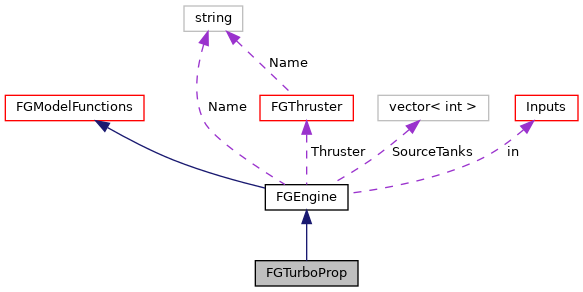 string
Name
FGModelFunctions
Name
FGThruster
vector< int >
Inputs
Thruster
SourceTanks
in
FGEngine
FGTurboProp